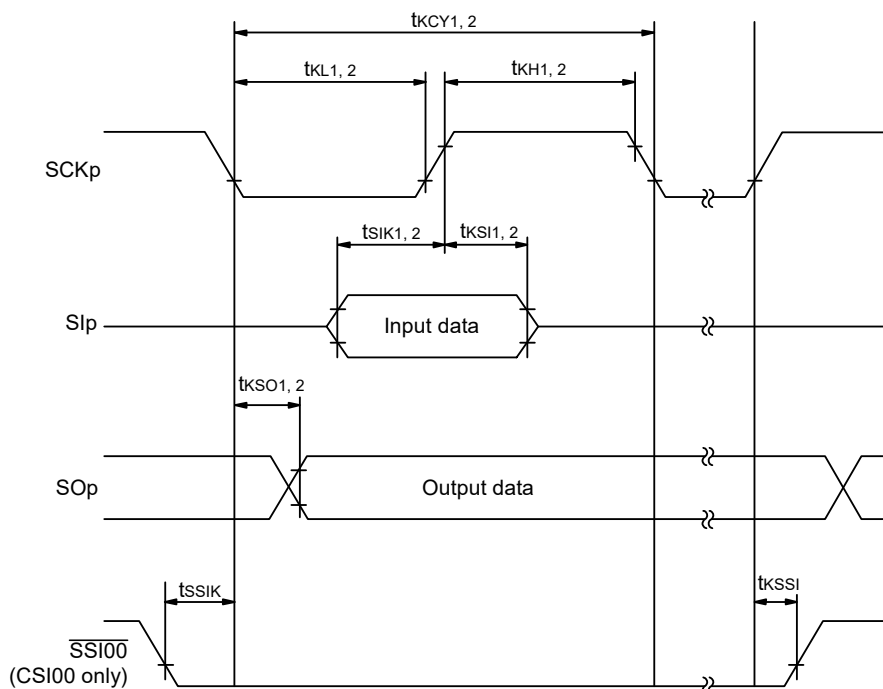 tKCY1, 2
tKL1, 2
tKH1, 2
SCKp
tSIK1, 2
tKSI1, 2
SIp
Input data
tKSO1, 2
SOp
Output data
tSSIK
tKSSI
SSI00
(CSI00 only)